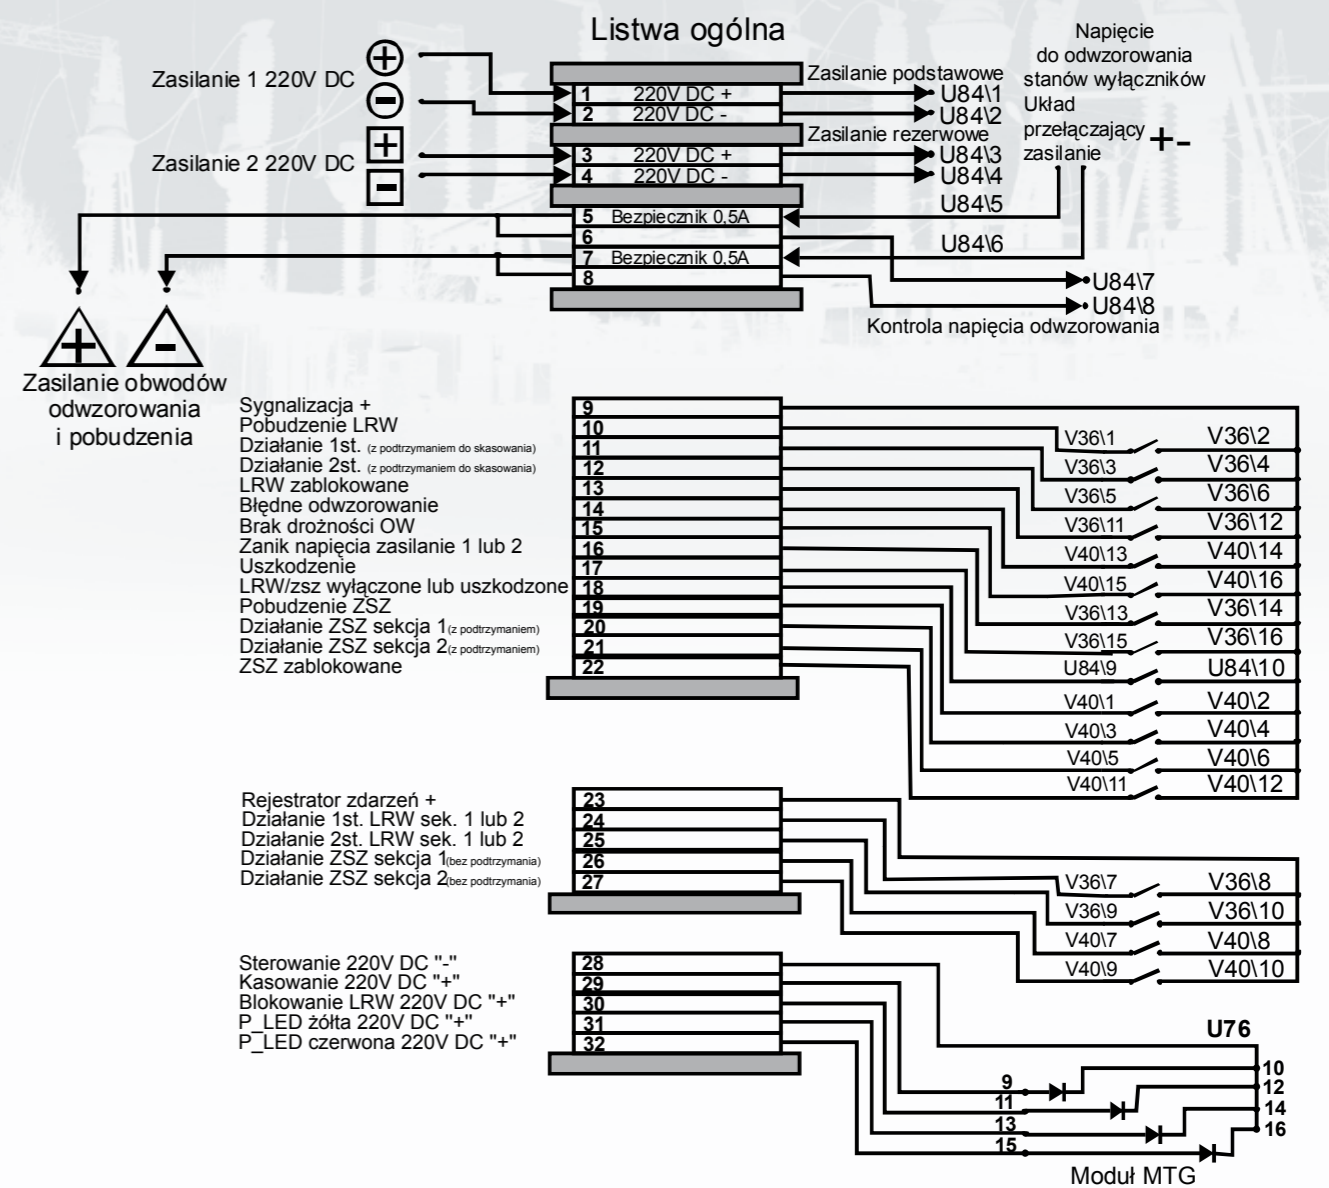 Listwa ogólna
Zasilanie 1 220V DC
+
-
Zasilanie 2 220V DC
+
-
1 220V DC +
2 220V DC -
3 220V DC +
4 220V DC -
5 Bezpiecznik 0,5A
6
7 Bezpiecznik 0,5A
8
Zasilanie podstawowe
U84\1
U84\2
Zasilanie rezerwowe
U84\3
U84\4
U84\5
U84\6
U84\7
U84\8
Kontrola napięcia odwzorowania
Napięcie
do odwzorowania
stanów wyłączników
Układ
przełączający
zasilanie
+-
+
-
Zasilanie obwodów
odwzorowania
i pobudzenia
Sygnalizacja + 9
Pobudzenie LRW 10
Działanie 1st. (z podtrzymaniem do skasowania) 11
Działanie 2st. (z podtrzymaniem do skasowania) 12
LRW zablokowane 13
Błędne odwzorowanie 14
Brak drożności OW 15
Zanik napięcia zasilanie 1 lub 2 16
Uszkodzenie 17
LRW/zsz wyłączone lub uszkodzone 18
Pobudzenie ZSZ 19
Działanie ZSZ sekcja 1(z podtrzymaniem) 20
Działanie ZSZ sekcja 2(z podtrzymaniem) 21
ZSZ zablokowane 22
V36\1 V36\2
V36\3 V36\4
V36\5 V36\6
V36\11 V36\12
V40\13 V40\14
V40\15 V40\16
V36\13 V36\14
V36\15 V36\16
U84\9 U84\10
V40\1 V40\2
V40\3 V40\4
V40\5 V40\6
V40\11 V40\12
Rejestrator zdarzeń + 23
Działanie 1st. LRW sek. 1 lub 2 24
Działanie 2st. LRW sek. 1 lub 2 25
Działanie ZSZ sekcja 1(bez podtrzymania) 26
Działanie ZSZ sekcja 2(bez podtrzymania) 27
V36\7 V36\8
V36\9 V36\10
V40\7 V40\8
V40\9 V40\10
Sterowanie 220V DC "-" 28
Kasowanie 220V DC "+" 29
Blokowanie LRW 220V DC "+" 30
P_LED żółta 220V DC "+" 31
P_LED czerwona 220V DC "+" 32
U76
9 10
11 12
13 14
15 16
Moduł MTG